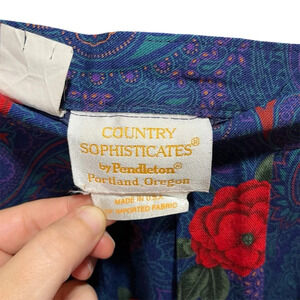 COUNTRY
SOPHISTICATES®
by Pendleton®
Portland, Oregon
MADE IN U.S.A.
OF IMPORTED FABRIC